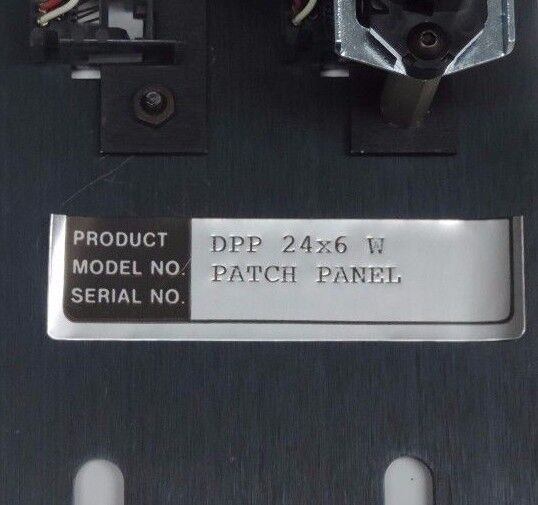 PRODUCT DPP 24x6 W
MODEL NO. PATCH PANEL
SERIAL NO.